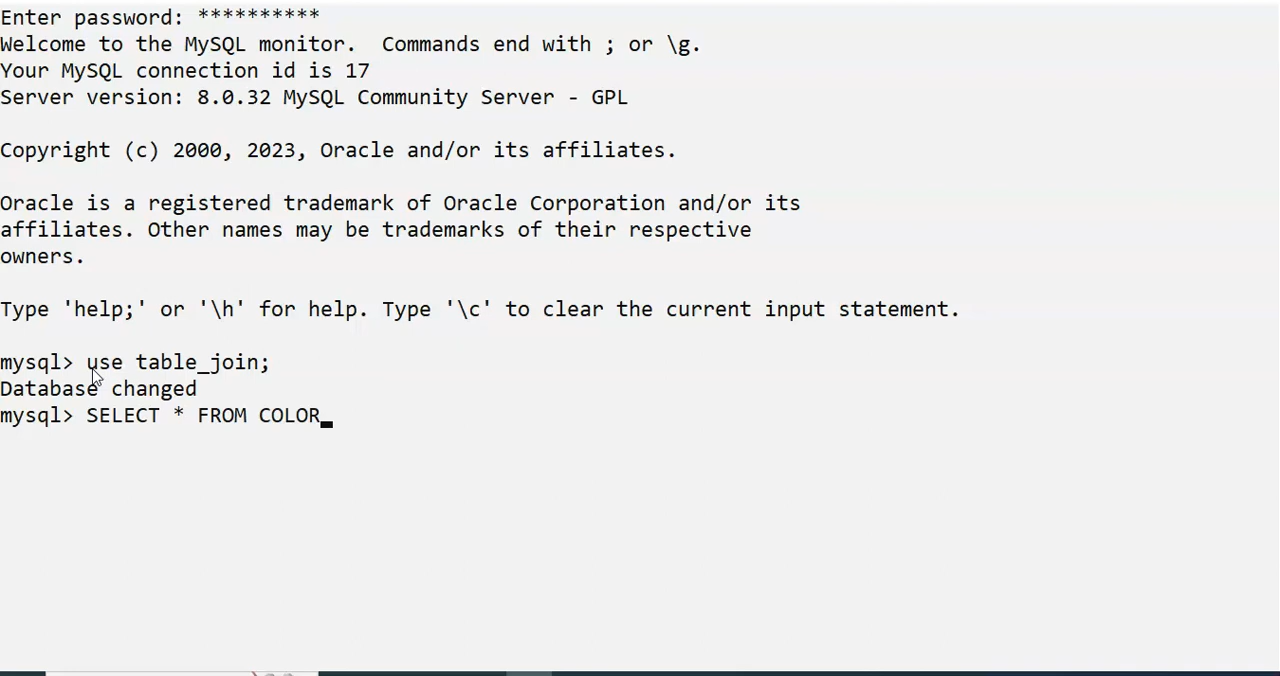 Enter password: **********
Welcome to the MySQL monitor.  Commands end with ; or \g.
Your MySQL connection id is 17
Server version: 8.0.32 MySQL Community Server - GPL
Copyright (c) 2000, 2023, Oracle and/or its affiliates.
Oracle is a registered trademark of Oracle Corporation and/or its
affiliates. Other names may be trademarks of their respective
owners.
Type 'help;' or '\h' for help. Type '\c' to clear the current input statement.
mysql> use table_join;
Database changed
mysql> SELECT * FROM COLOR